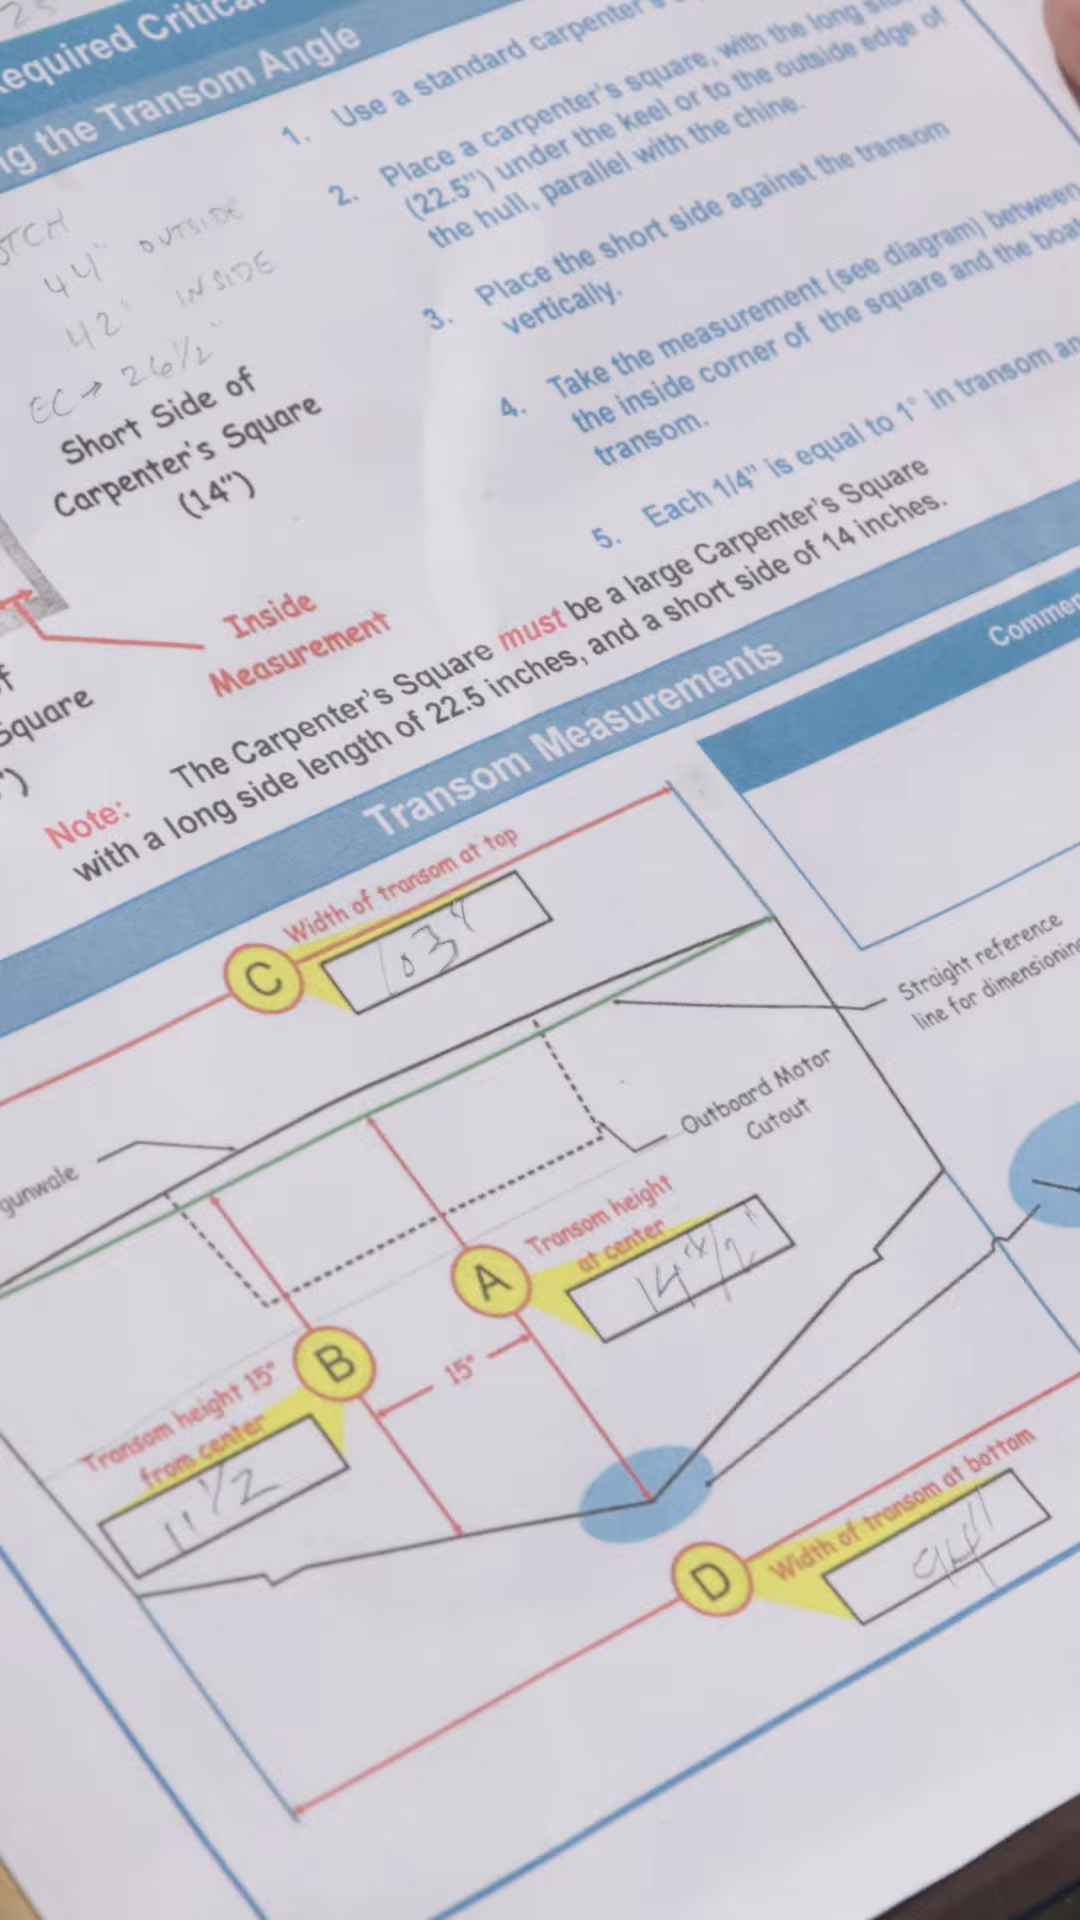 equired Critica
ng the Transom Angle
1. Use a standard carpenter's
2. Place a carpenter's square, with the long si
(22.5") under the keel or to the outside edge of
the hull, parallel with the chine.
3. Place the short side against the transom
vertically.
4. Take the measurement (see diagram) between
the inside corner of the square and the boat
transom.
5. Each 1/4" is equal to 1° in transom an
OTCH
44" OUTSIDE
42" INSIDE
EC → 26 1/2"
Short Side of
Carpenter's Square
(14")
Inside
Measurement
f
Square
")
Note: The Carpenter's Square must be a large Carpenter's Square
with a long side length of 22.5 inches, and a short side of 14 inches.
Transom Measurements
Commen
C
Width of transom at top
103"
Straight reference
line for dimensioning
gunwale
Outboard Motor
Cutout
A
Transom height
at center
B
15"
Transom height 15"
from center
11 1/2
D
Width of transom at bottom
94"